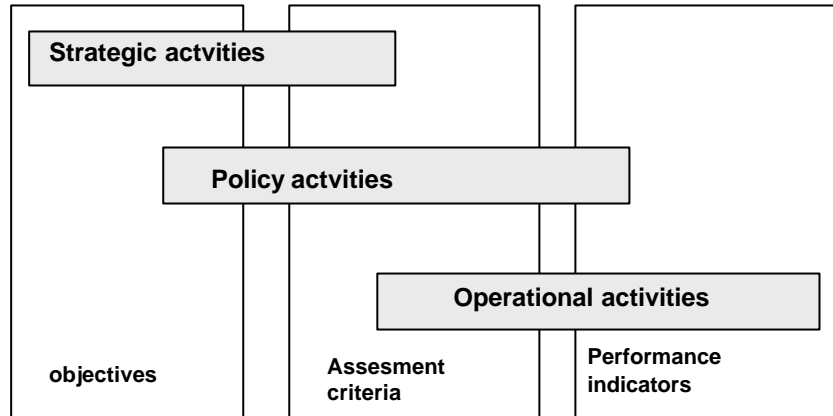 Strategic actvities
Policy actvities
Operational activities
objectives
Assesment
criteria
Performance
indicators